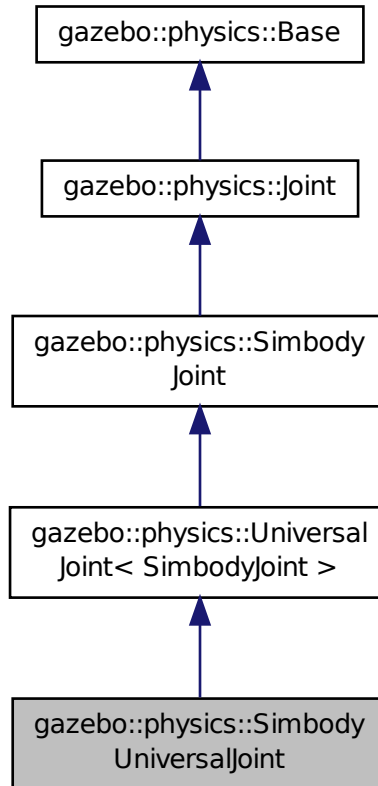 gazebo::physics::Base
gazebo::physics::Joint
gazebo::physics::Simbody
Joint
gazebo::physics::Universal
Joint< SimbodyJoint >
gazebo::physics::Simbody
UniversalJoint